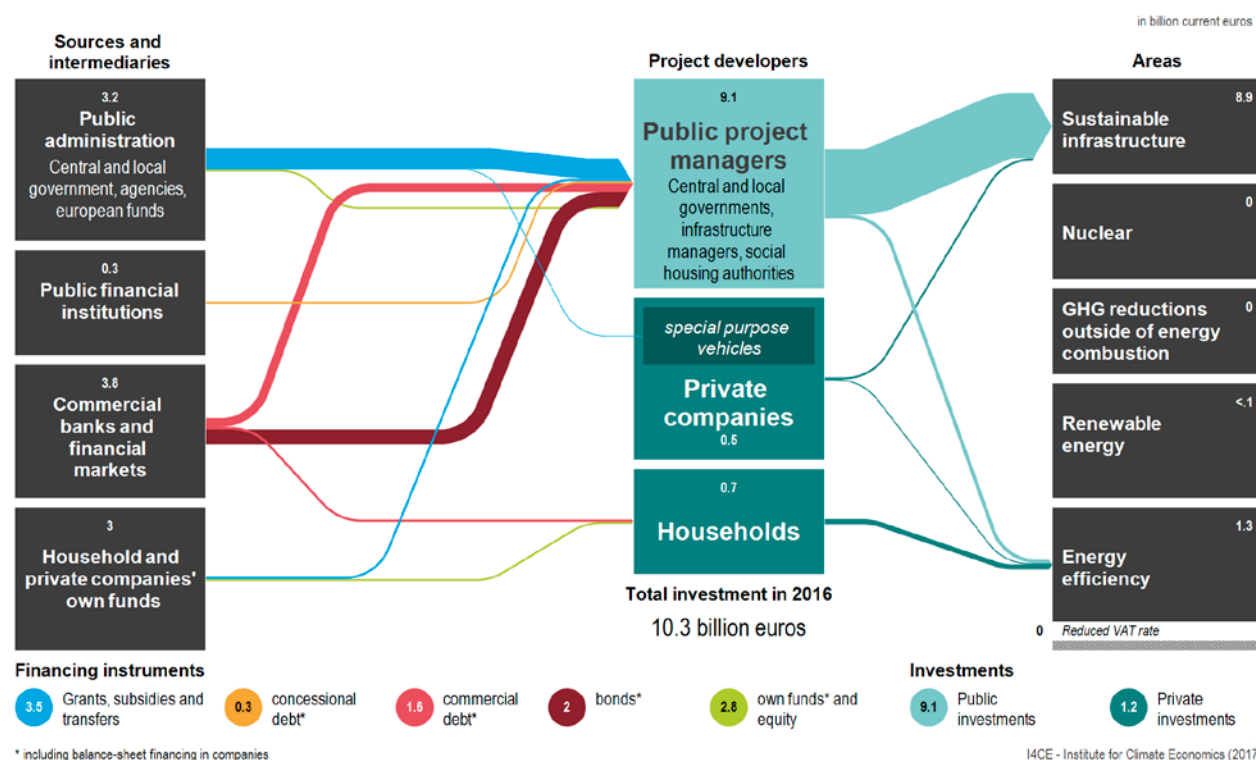 in billion current euros
Sources and
intermediaries
3.2
Public
administration
Central and local
government, agencies,
european funds
0.3
Public financial
institutions
3.8
Commercial
banks and
financial
markets
3
Household and
private companies'
own funds
Project developers
9.1
Public project
managers
Central and local
governments,
infrastructure
managers, social
housing authorities
special purpose
vehicles
Private
companies
0.5
0.7
Households
Total investment in 2016
10.3 billion euros
Areas
8.9
Sustainable
infrastructure
0
Nuclear
0
GHG reductions
outside of energy
combustion
<.1
Renewable
energy
1.3
Energy
efficiency
0 Reduced VAT rate
Financing instruments
3.5 Grants, subsidies and
transfers
0.3 concessional
debt*
1.6 commercial
debt*
2 bonds*
2.8 own funds* and
equity
Investments
9.1 Public
investments
1.2 Private
investments
* including balance-sheet financing in companies
I4CE - Institute for Climate Economics (2017